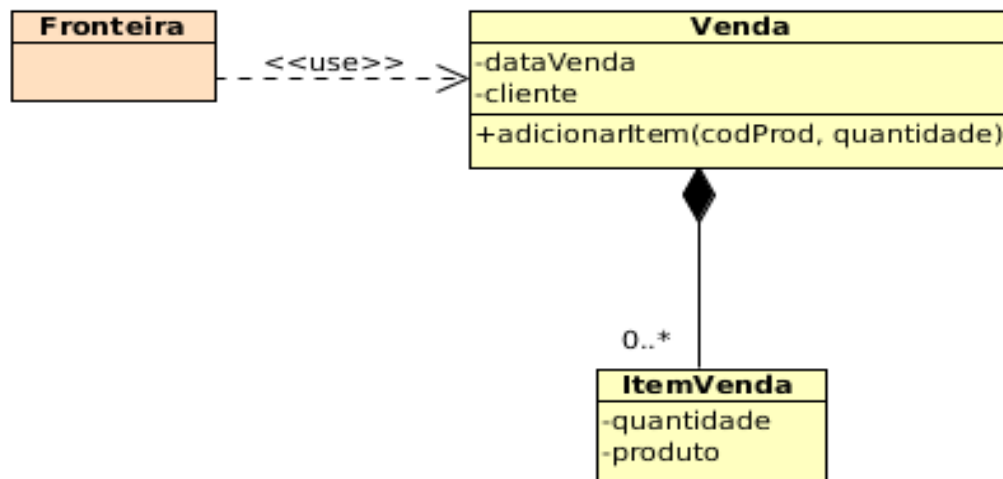 Fronteira
<<use>>
Venda
-dataVenda
-cliente
+adicionarItem(codProd, quantidade)
0..*
ItemVenda
-quantidade
-produto